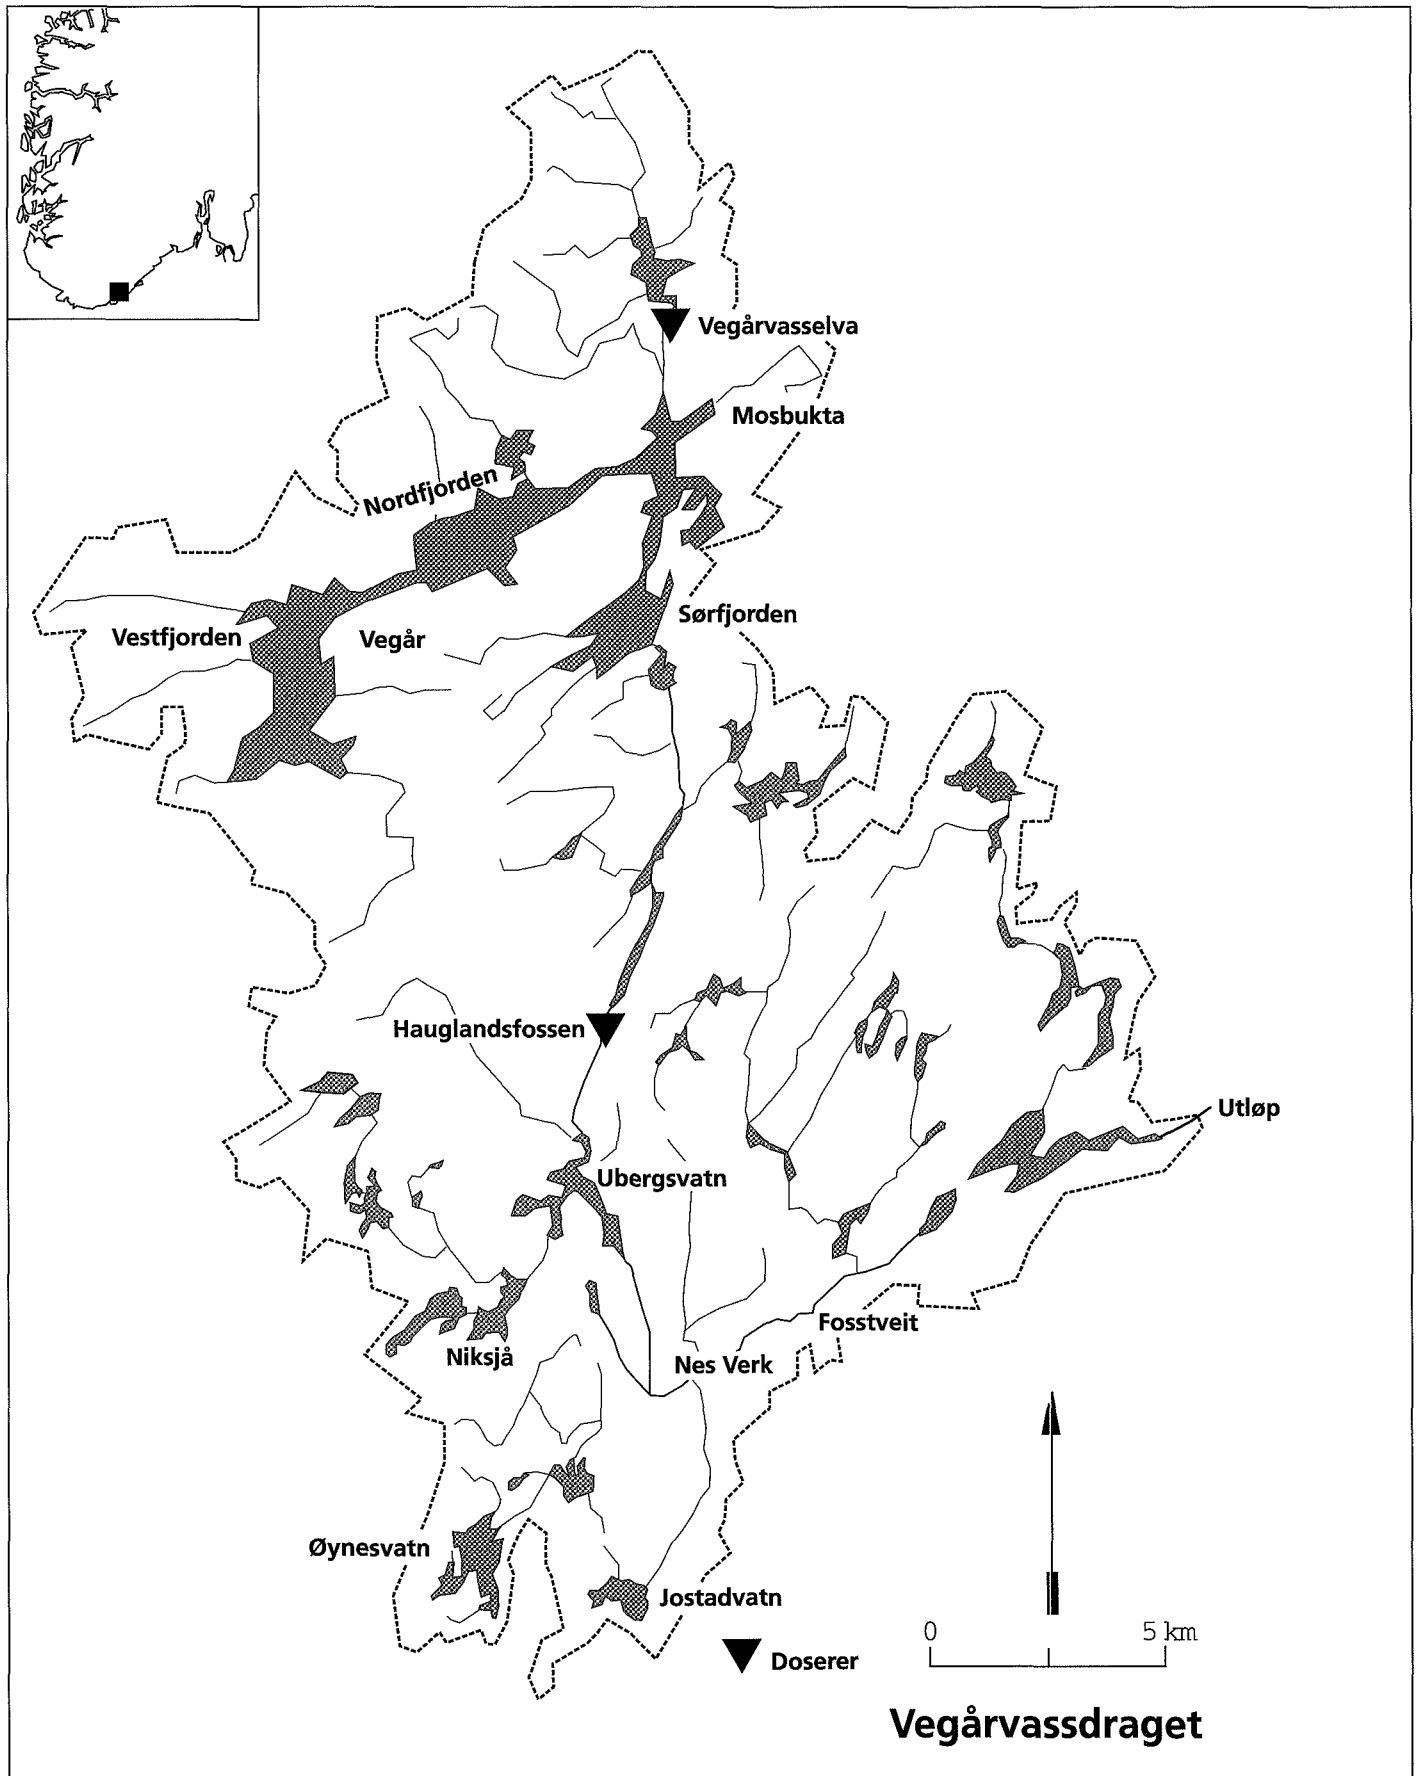 Vegårvasselva
Mosbukta
Nordfjorden
Sørfjorden
Vestfjorden
Vegår
Hauglandsfossen
Utløp
Ubergsvatn
Fosstveit
Niksjå
Nes Verk
Øynesvatn
Jostadvatn
0 5 km
Doserer
Vegårvassdraget